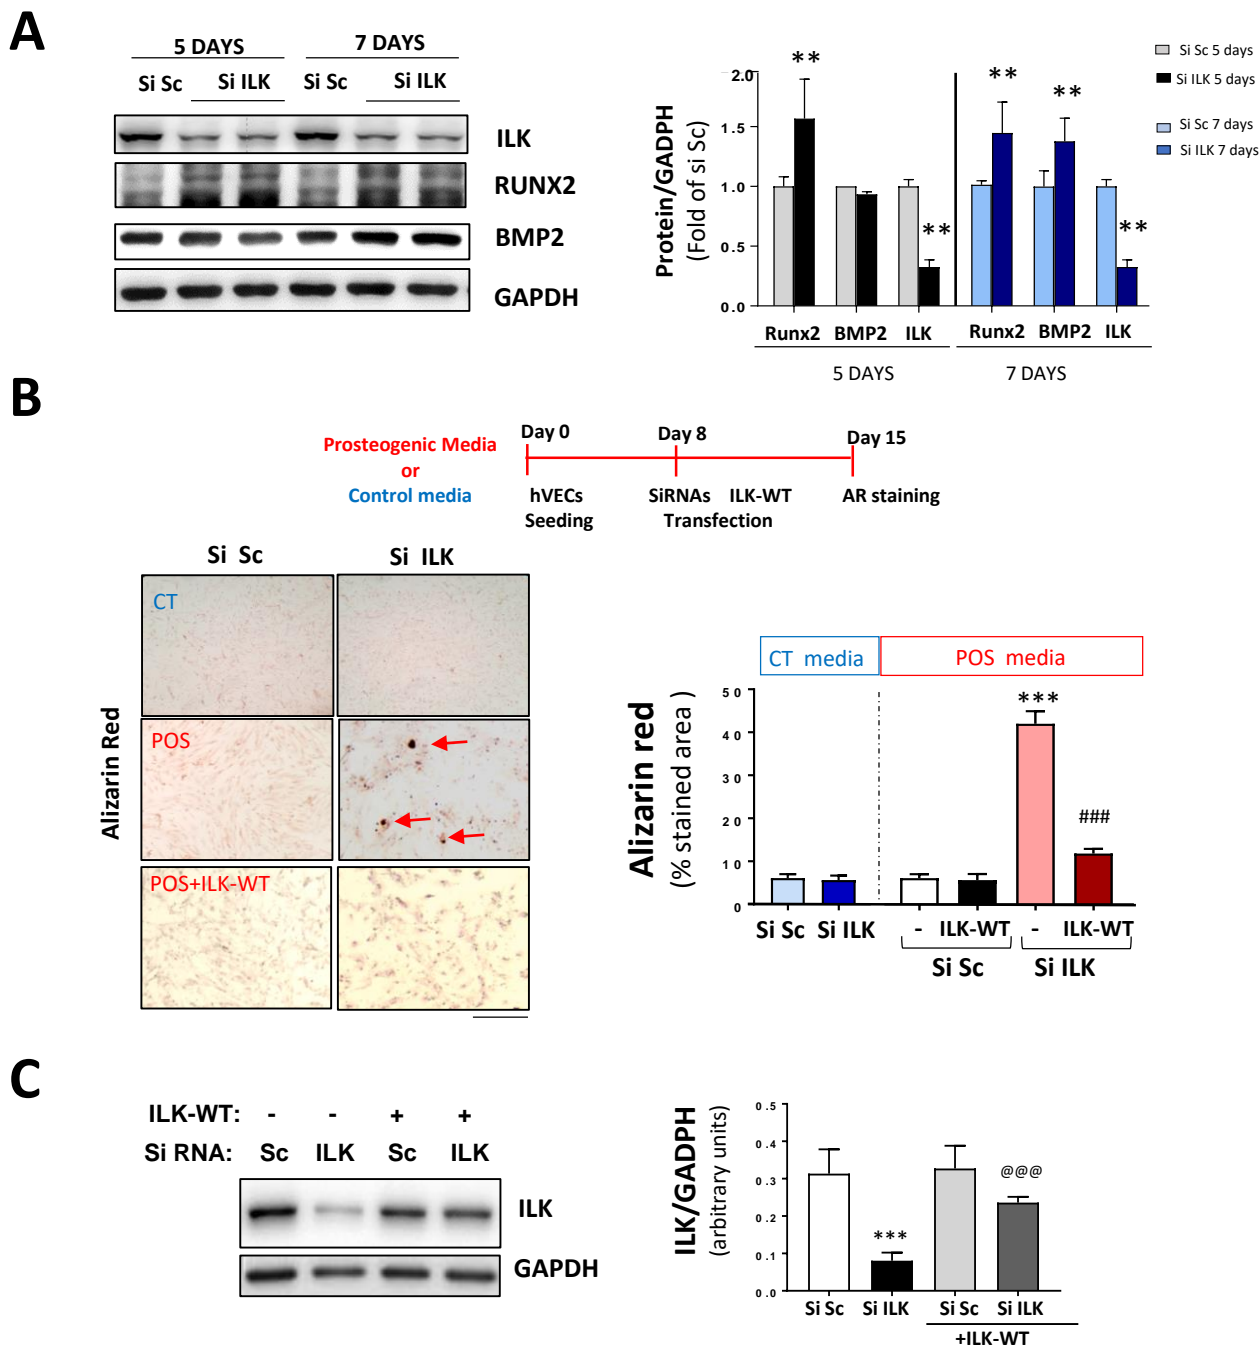 A
5 DAYS 7 DAYS
Si Sc Si ILK Si Sc Si ILK
ILK
RUNX2
BMP2
GAPDH
Protein/GADPH
(Fold of si Sc)
2.0
1.5
1.0
0.5
0.0
** ** ** ** **
Runx2 BMP2 ILK Runx2 BMP2 ILK
5 DAYS 7 DAYS
Si Sc 5 days
Si ILK 5 days
Si Sc 7 days
Si ILK 7 days
B
Prosteogenic Media
or
Control media
Day 0 Day 8 Day 15
hVECs SiRNAs ILK-WT AR staining
Seeding Transfection
Si Sc Si ILK
Alizarin Red
CT
POS
POS+ILK-WT
CT media POS media
Alizarin red
(% stained area )
50
40
30
20
10
0
***
###
Si Sc Si ILK - ILK-WT - ILK-WT
Si Sc Si ILK
C
ILK-WT: - - + +
Si RNA: Sc ILK Sc ILK
ILK
GAPDH
ILK/GADPH
(arbitrary units)
0.5
0.4
0.3
0.2
0.1
0.0
***
@@@
Si Sc Si ILK Si Sc Si ILK
+ILK-WT